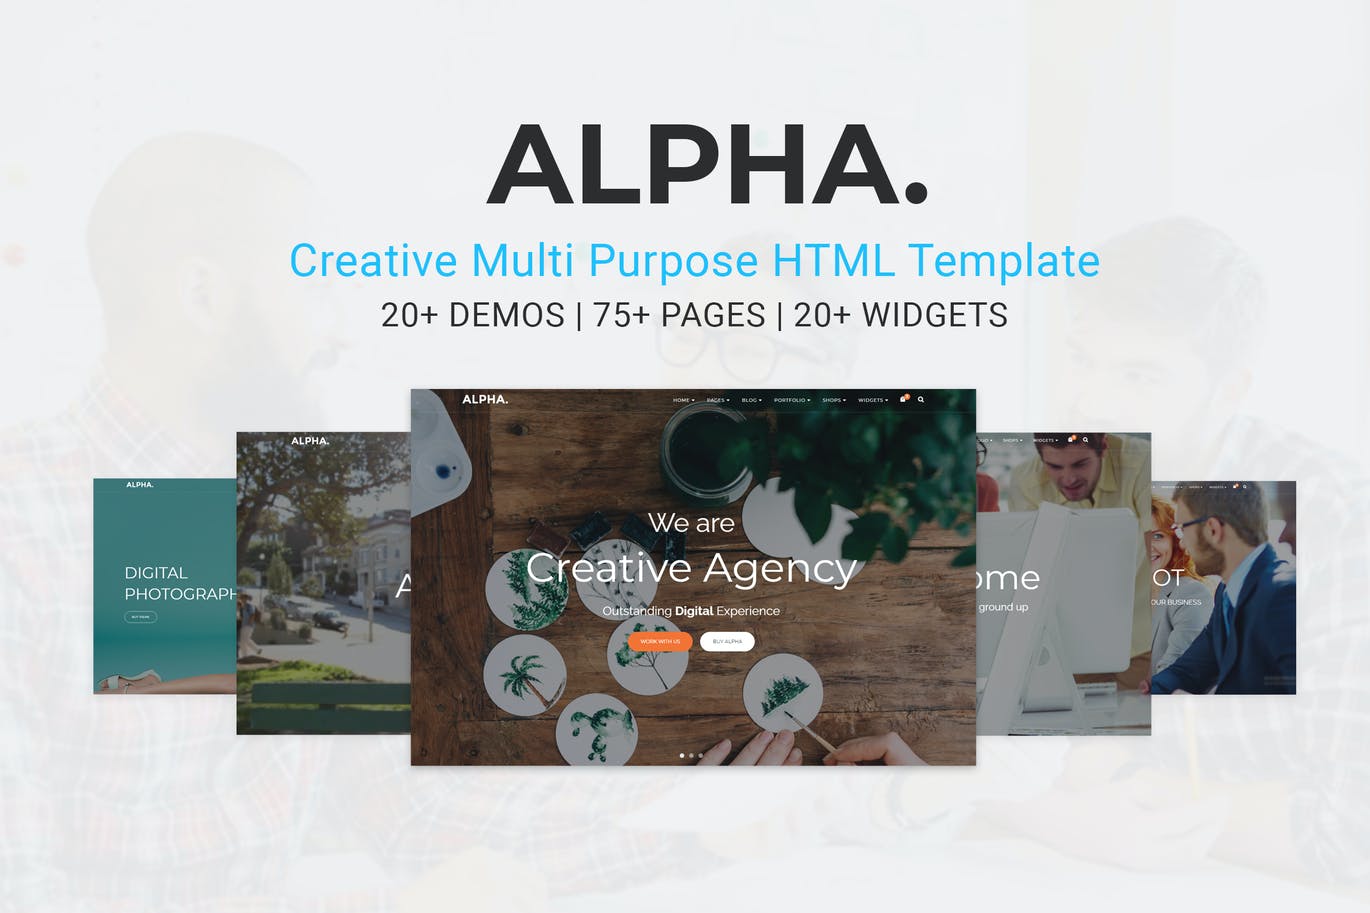 ALPHA.
Creative Multi Purpose HTML Template
20+ DEMOS | 75+ PAGES | 20+ WIDGETS
ALPHA.
HOME PAGES BLOG PORTFOLIO SHOPS WIDGETS
We are
Creative Agency
Outstanding Digital Experience
WORK WITH US
BUY ALPHA
ALPHA.
A
ALPHA.
DIGITAL
PHOTOGRAPH
BUY THEME
SHOPS WIDGETS
ome
ground up
OT
OUR BUSINESS